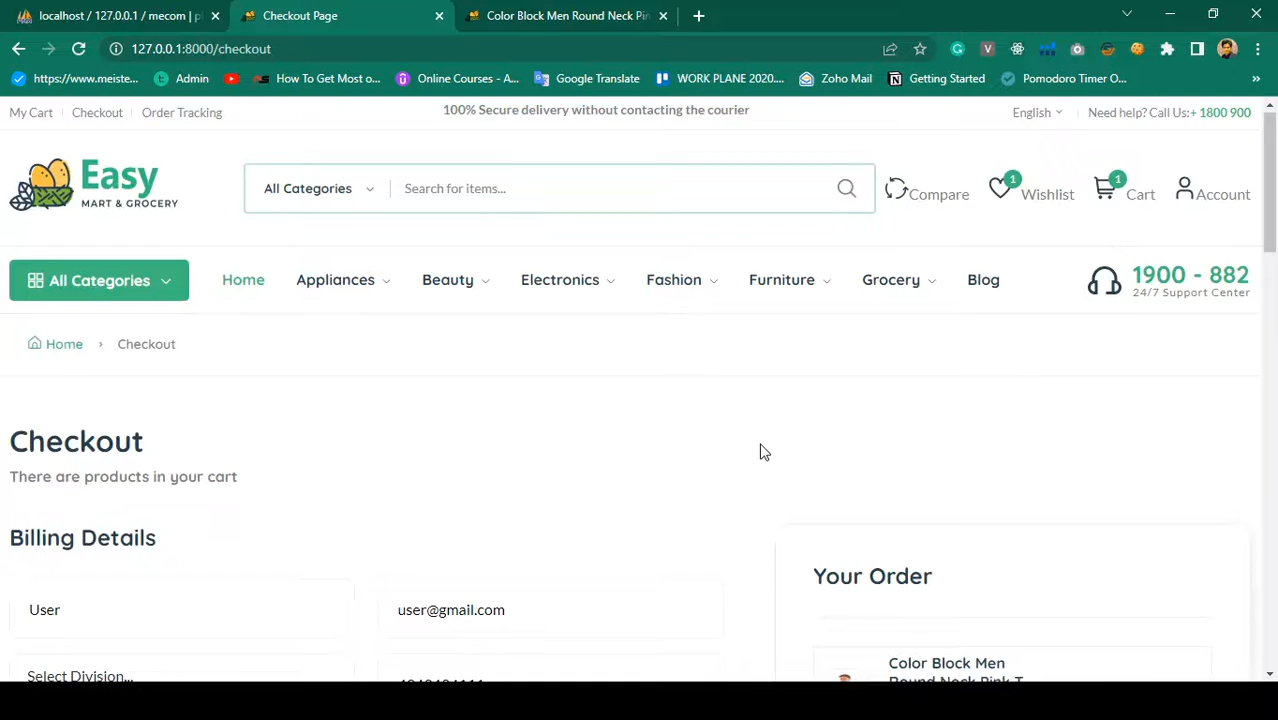 localhost / 127.0.0.1 / mecom | p
Checkout Page
Color Block Men Round Neck Pin
127.0.0.1:8000/checkout
https://www.meiste...
Admin
How To Get Most o...
Online Courses - A...
Google Translate
WORK PLANE 2020....
Zoho Mail
Getting Started
Pomodoro Timer O...
»
My Cart
Checkout
Order Tracking
100% Secure delivery without contacting the courier
English
Need help? Call Us:+ 1800 900
Easy
MART & GROCERY
All Categories
Search for items...
Compare
1
Wishlist
1
Cart
Account
All Categories
Home
Appliances
Beauty
Electronics
Fashion
Furniture
Grocery
Blog
1900 - 882
24/7 Support Center
Home
Checkout
Checkout
There are products in your cart
Billing Details
Your Order
User
user@gmail.com
Color Block Men
Round Neck Pink T
Select Division...